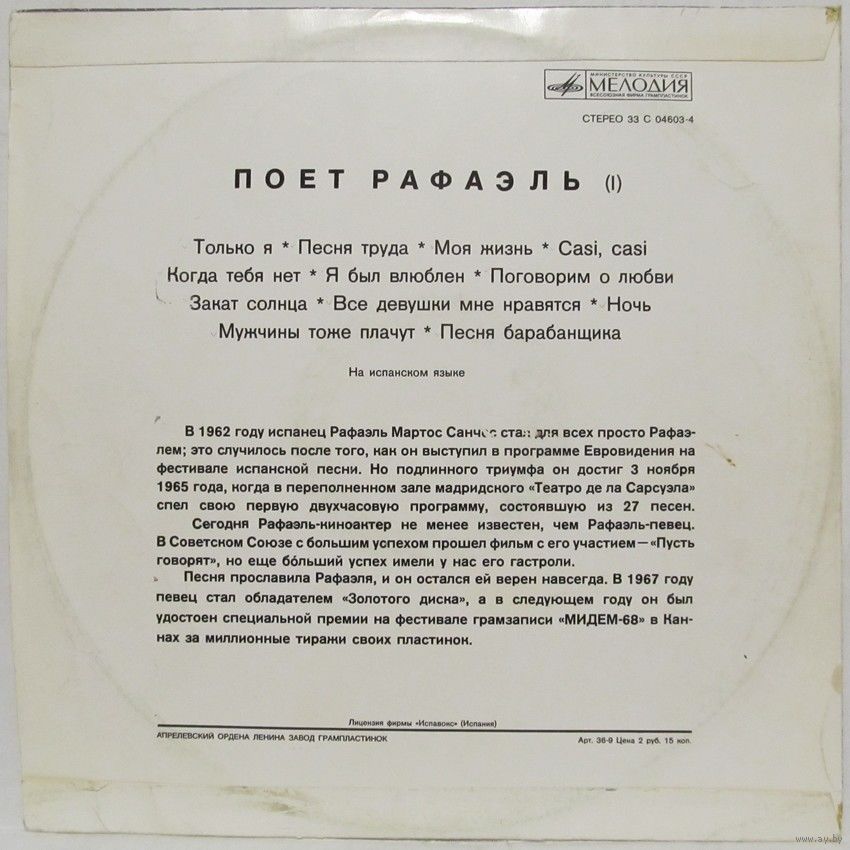 МИНИСТЕРСТВО КУЛЬТУРЫ СССР
МЕЛОДИЯ
ВСЕСОЮЗНАЯ ФИРМА ГРАМПЛАСТИНОК
СТЕРЕО 33 С 04603-4
ПОЕТ РАФАЭЛЬ (I)
Только я * Песня труда * Моя жизнь * Casi, casi
Когда тебя нет * Я был влюблен * Поговорим о любви
Закат солнца * Все девушки мне нравятся * Ночь
Мужчины тоже плачут * Песня барабанщика
На испанском языке
В 1962 году испанец Рафаэль Мартос Санчес стал для всех просто Рафаэ-
лем; это случилось после того, как он выступил в программе Евровидения на
фестивале испанской песни. Но подлинного триумфа он достиг 3 ноября
1965 года, когда в переполненном зале мадридского «Театро де ла Сарсуэла»
спел свою первую двухчасовую программу, состоявшую из 27 песен.
Сегодня Рафаэль-киноактер не менее известен, чем Рафаэль-певец.
В Советском Союзе с большим успехом прошел фильм с его участием — «Пусть
говорят», но еще бо́льший успех имели у нас его гастроли.
Песня прославила Рафаэля, и он остался ей верен навсегда. В 1967 году
певец стал обладателем «Золотого диска», а в следующем году он был
удостоен специальной премии на фестивале грамзаписи «МИДЕМ-68» в Кан-
нах за миллионные тиражи своих пластинок.
Лицензия фирмы «Испавокс» (Испания)
АПРЕЛЕВСКИЙ ОРДЕНА ЛЕНИНА ЗАВОД ГРАМПЛАСТИНОК
Арт. 36-9 Цена 2 руб. 15 коп.
www.ay.by